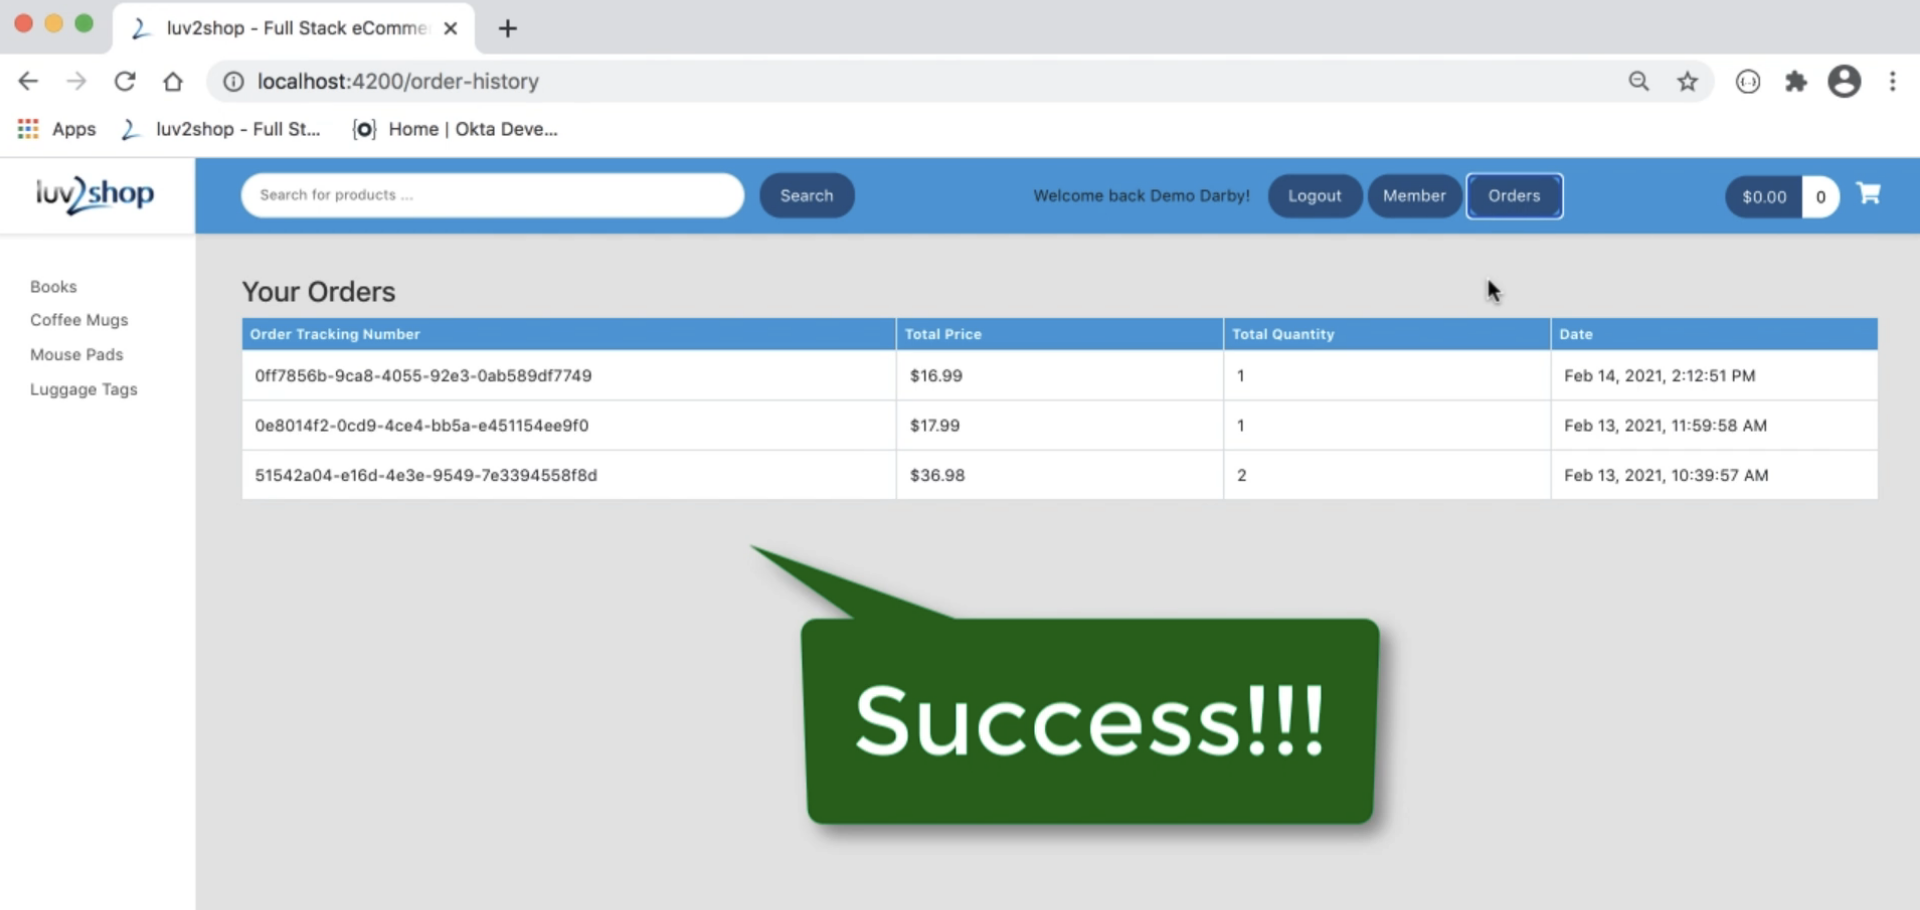 luv2shop - Full Stack eComme
localhost:4200/order-history
Apps luv2shop - Full St... Home | Okta Deve...
luv2shop Search for products ... Search Welcome back Demo Darby! Logout Member Orders $0.00 0
Books
Coffee Mugs
Mouse Pads
Luggage Tags
Your Orders
Order Tracking Number Total Price Total Quantity Date
0ff7856b-9ca8-4055-92e3-0ab589df7749 $16.99 1 Feb 14, 2021, 2:12:51 PM
0e8014f2-0cd9-4ce4-bb5a-e451154ee9f0 $17.99 1 Feb 13, 2021, 11:59:58 AM
51542a04-e16d-4e3e-9549-7e3394558f8d $36.98 2 Feb 13, 2021, 10:39:57 AM
Success!!!